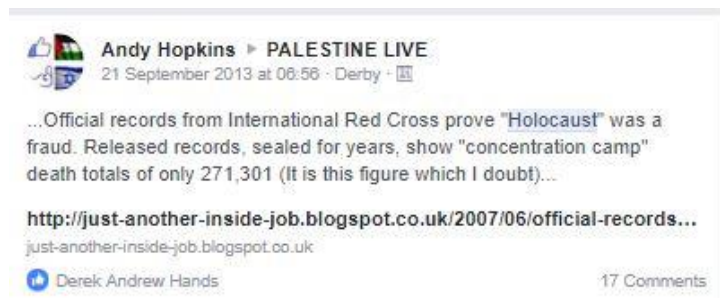 Andy Hopkins ▶ PALESTINE LIVE
21 September 2013 at 06:56 · Derby ·
...Official records from International Red Cross prove "Holocaust" was a
fraud. Released records, sealed for years, show "concentration camp"
death totals of only 271,301 (It is this figure which I doubt)...
http://just-another-inside-job.blogspot.co.uk/2007/06/official-records...
just-another-inside-job.blogspot.co.uk
Derek Andrew Hands 17 Comments